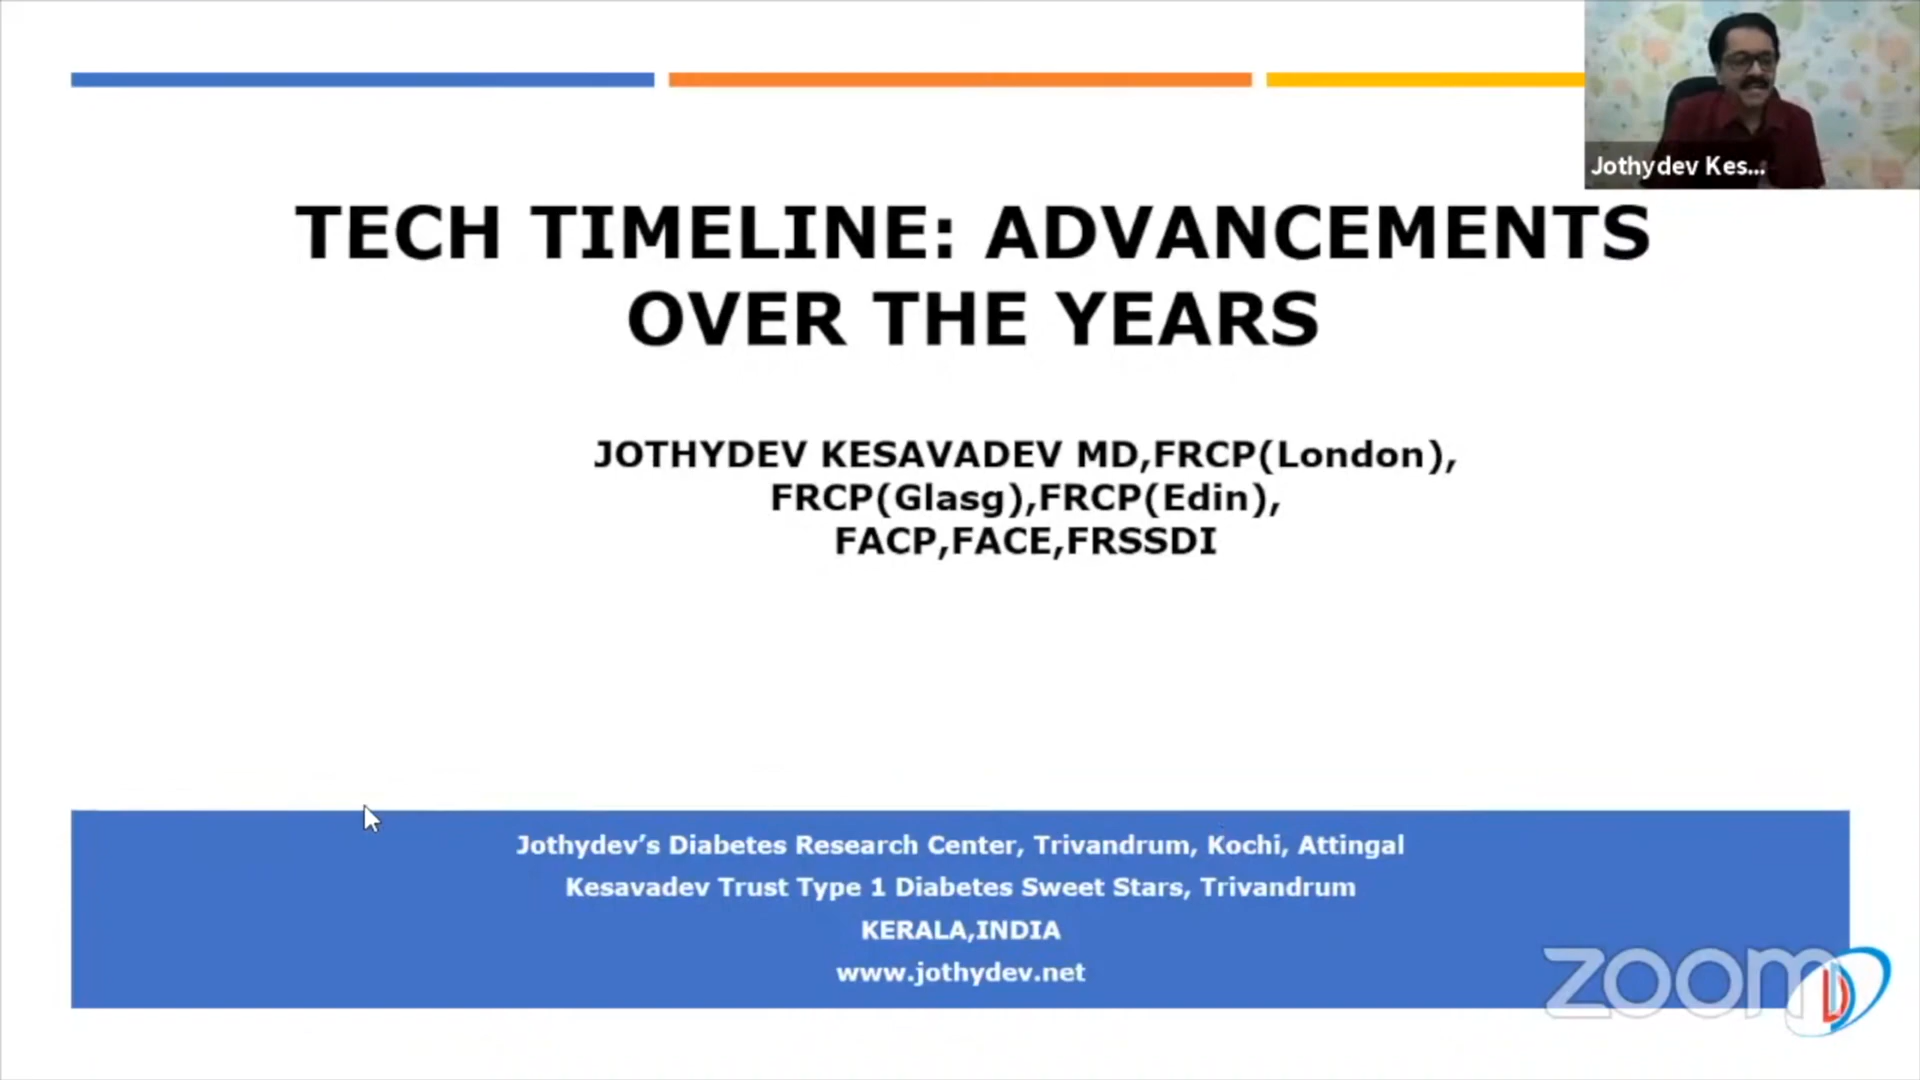 Jothydev Kes...
TECH TIMELINE: ADVANCEMENTS
OVER THE YEARS
JOTHYDEV KESAVADEV MD,FRCP(London),
FRCP(Glasg),FRCP(Edin),
FACP,FACE,FRSSDI
Jothydev’s Diabetes Research Center, Trivandrum, Kochi, Attingal
Kesavadev Trust Type 1 Diabetes Sweet Stars, Trivandrum
KERALA,INDIA
www.jothydev.net
zoom